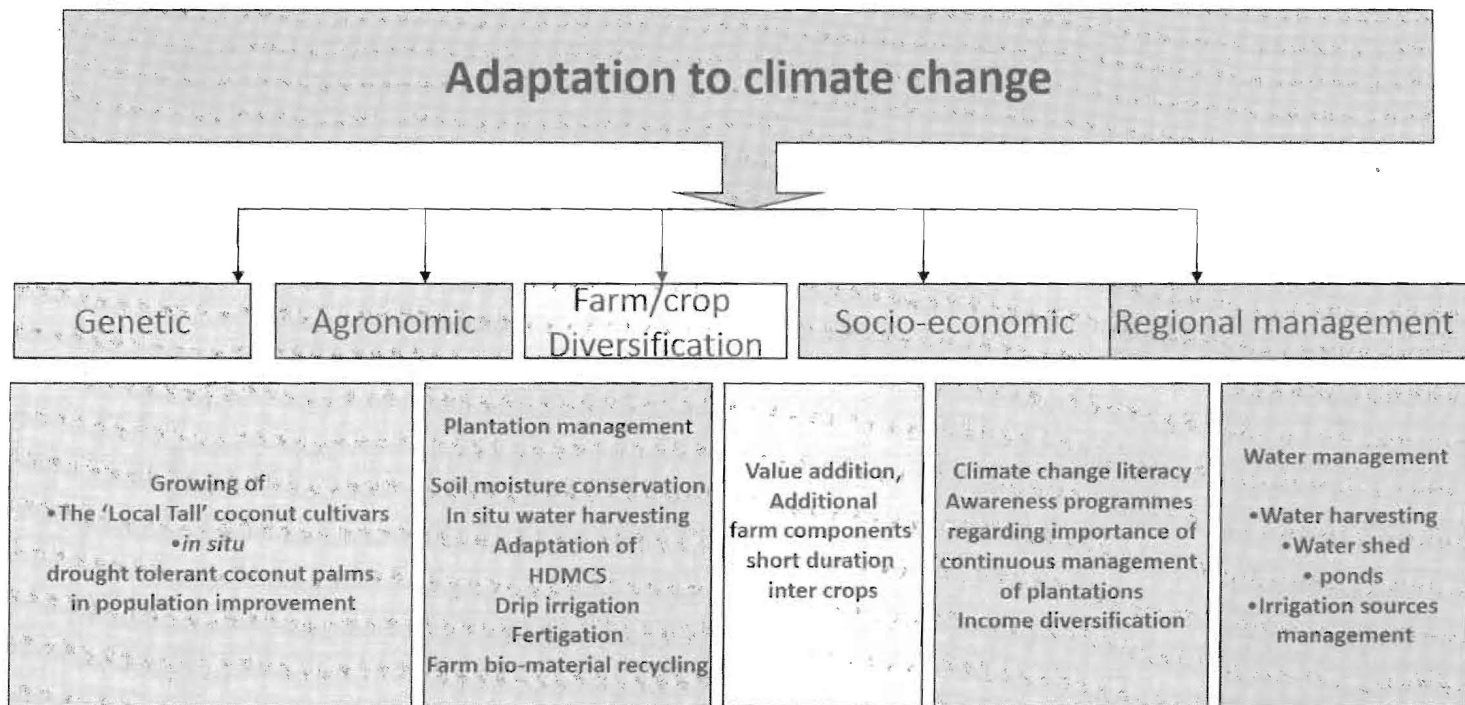 Adaptation to climate change
Genetic
Agronomic
Farm/crop
Diversification
Socio-economic
Regional management
Growing of
•The ‘Local Tall’ coconut cultivars
•in situ
drought tolerant coconut palms
in population improvement
Plantation management
Soil moisture conservation
In situ water harvesting
Adaptation of
HDMCS
Drip irrigation
Fertigation
Farm bio-material recycling
Value addition,
Additional
farm components
short duration
inter crops
Climate change literacy
Awareness programmes
regarding importance of
continuous management
of plantations
Income diversification
Water management
•Water harvesting
•Water shed
• ponds
•Irrigation sources
management